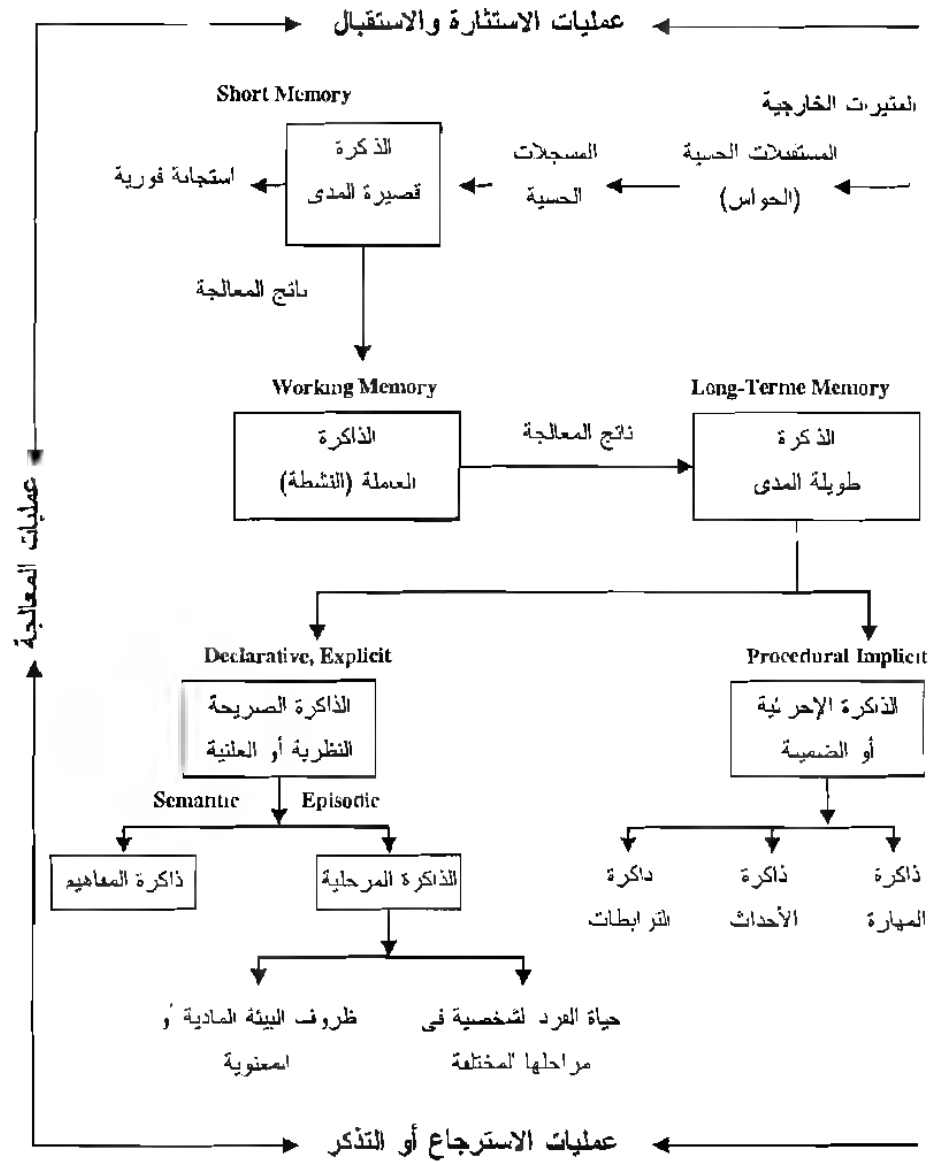 عمليات الاستثارة والاستقبال
Short Memory
المثيرات الخارجية
المستقبلات الحسية
(الحواس)
المسجلات
الحسية
الذكرة
قصيرة المدى
استجابة فورية
ناتج المعالجة
Working Memory
Long-Terme Memory
الذاكرة
العاملة (النشطة)
ناتج المعالجة
الذكرة
طويلة المدى
عمليات المعالجة
Declarative, Explicit
Procedural Implicit
الذاكرة الصريحة
النظرية أو العلنية
الذاكرة الإجرائية
أو الضمنية
Semantic
Episodic
ذاكرة المفاهيم
الذاكرة المرحلية
ذاكرة
المهارة
ذاكرة
الأحداث
ذاكرة
الترابطات
حياة الفرد الشخصية فى
مراحلها المختلفة
ظروف البيئة المادية أو
المعنوية
عمليات الاسترجاع أو التذكر